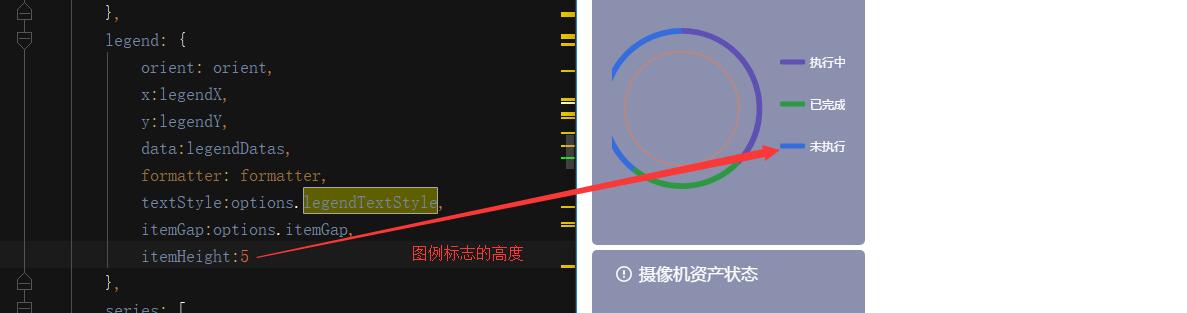 },
legend: {
orient: orient,
x:legendX,
y:legendY,
data:legendDatas,
formatter: formatter,
textStyle:options.legendTextStyle,
itemGap:options.itemGap,
itemHeight:5
图例标志的高度
},
series: [
执行中
已完成
未执行
摄像机资产状态